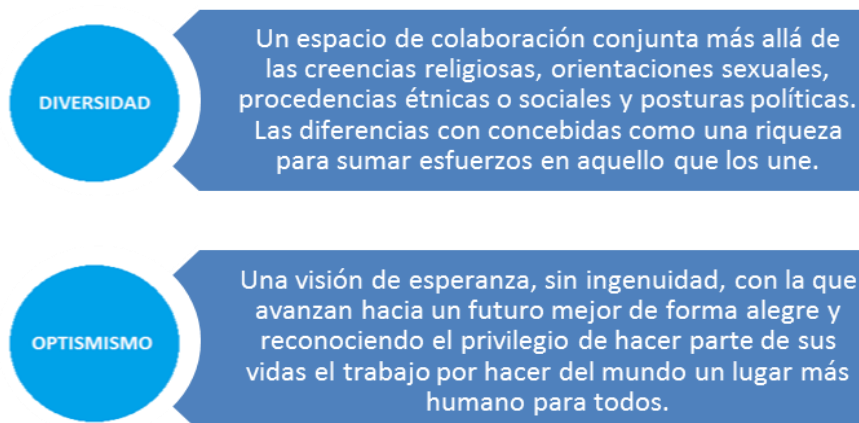 DIVERSIDAD
Un espacio de colaboración conjunta más allá de
las creencias religiosas, orientaciones sexuales,
procedencias étnicas o sociales y posturas políticas.
Las diferencias con concebidas como una riqueza
para sumar esfuerzos en aquello que los une.
OPTISMISMO
Una visión de esperanza, sin ingenuidad, con la que
avanzan hacia un futuro mejor de forma alegre y
reconociendo el privilegio de hacer parte de sus
vidas el trabajo por hacer del mundo un lugar más
humano para todos.